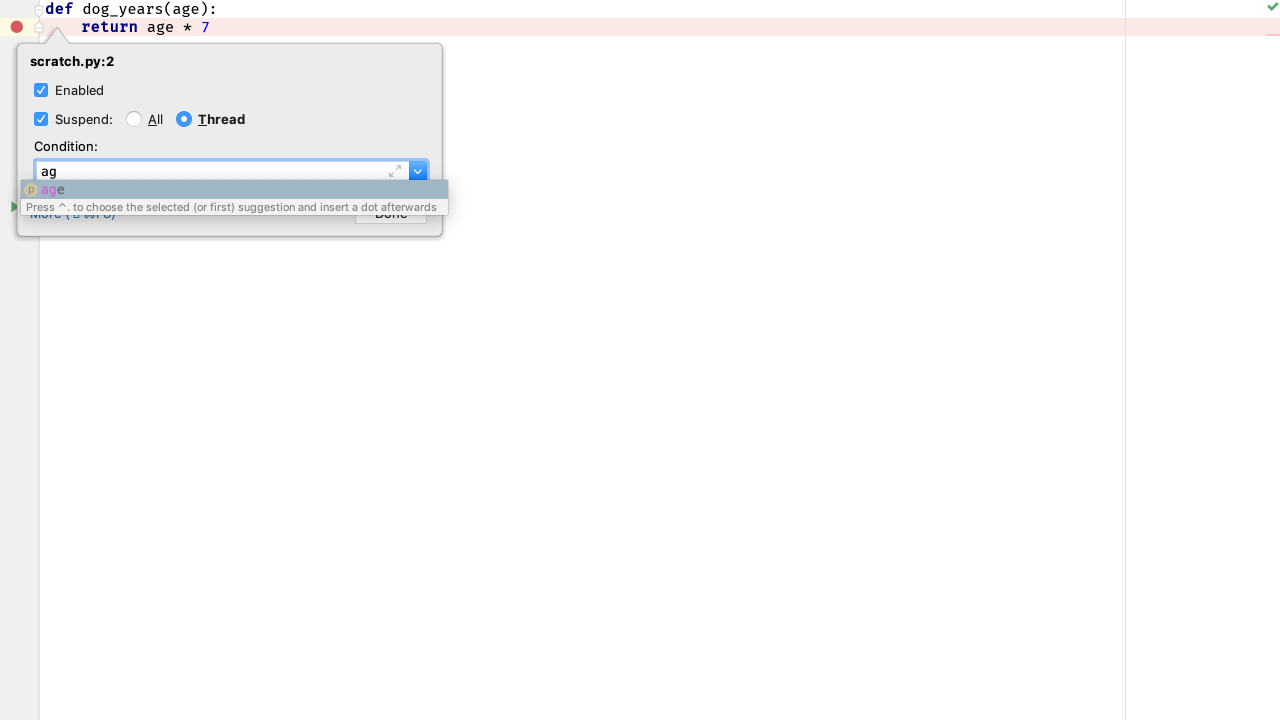 def dog_years(age):
return age * 7
scratch.py:2
Enabled
Suspend: All Thread
Condition:
ag
p age
Press ^. to choose the selected (or first) suggestion and insert a dot afterwards
More (⇧⌘F8) Done